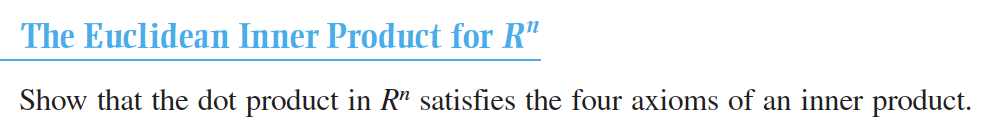 The Euclidean Inner Product for Rⁿ
Show that the dot product in Rⁿ satisfies the four axioms of an inner product.